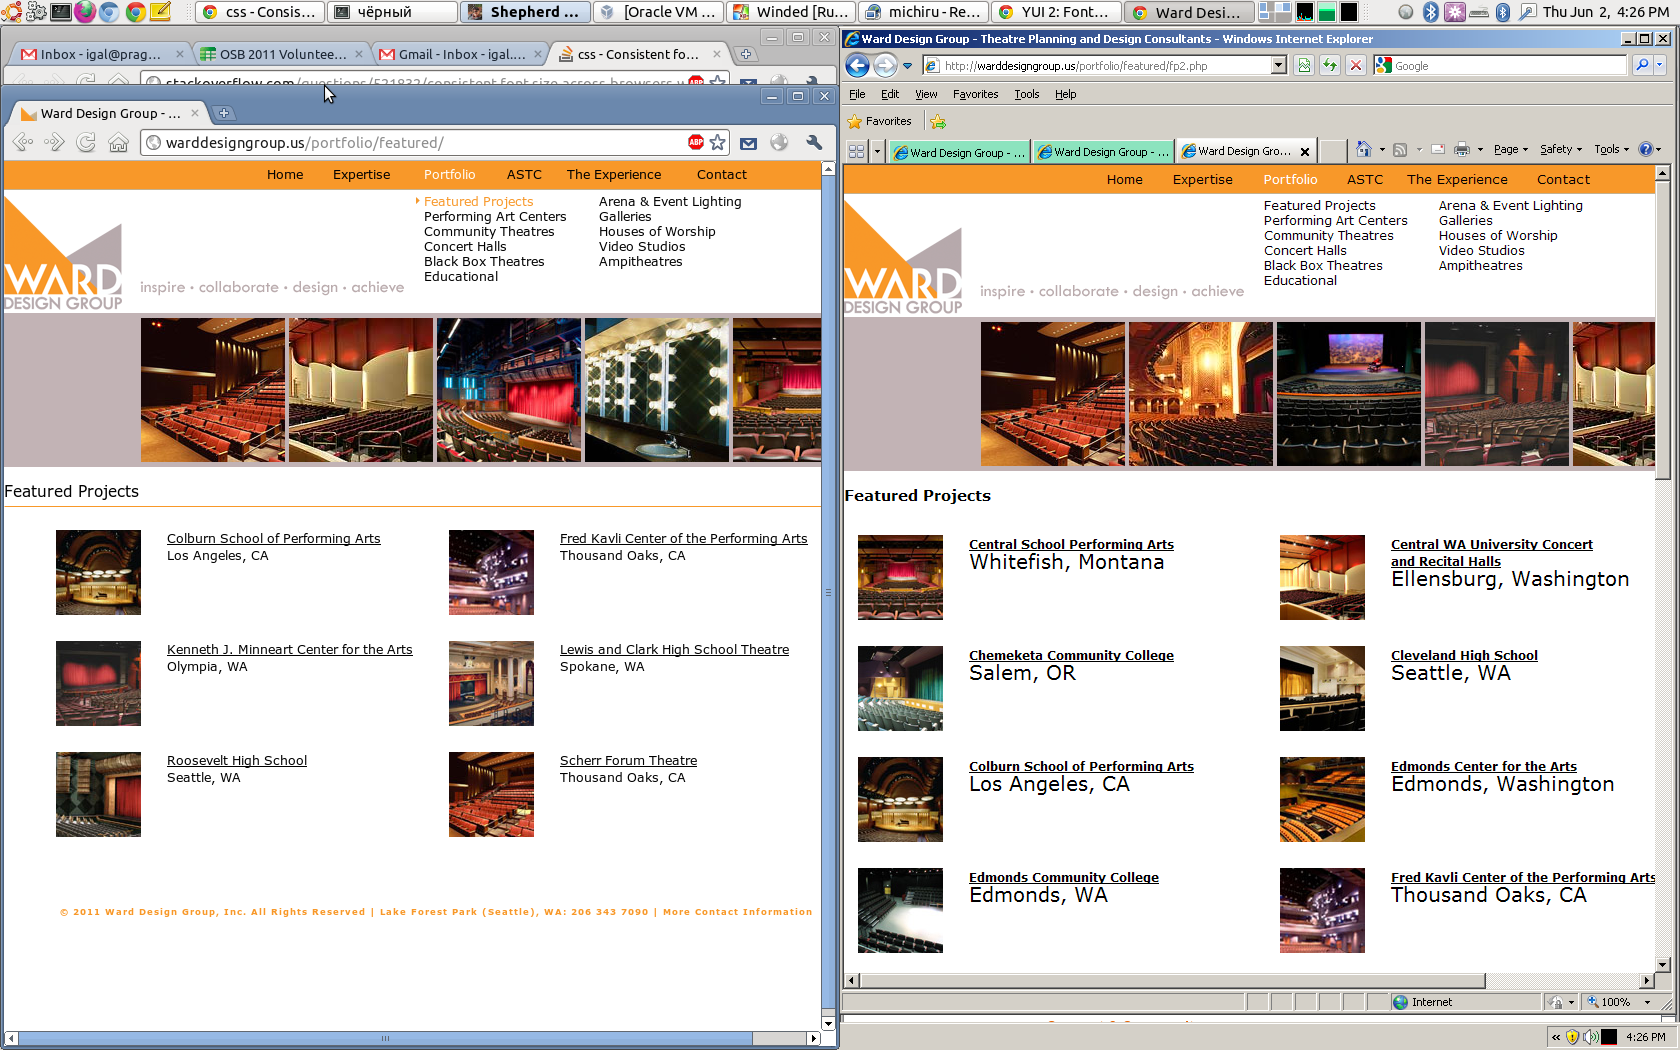 css - Consis...
чёрный
Shepherd ...
[Oracle VM ...
Winded [Ru...
michiru - Re...
YUI 2: Font...
Ward Desi...
Thu Jun 2, 4:26 PM
Inbox - igal@prag...
OSB 2011 Voluntee...
Gmail - Inbox - igal....
css - Consistent fo...
stackoverflow.com/questions/521832/consistent-font-size-across-browsers-w
ABP
Ward Design Group - ...
warddesigngroup.us/portfolio/featured/
ABP
Home
Expertise
Portfolio
ASTC
The Experience
Contact
Featured Projects
Performing Art Centers
Community Theatres
Concert Halls
Black Box Theatres
Educational
Arena & Event Lighting
Galleries
Houses of Worship
Video Studios
Ampitheatres
WARD
DESIGN GROUP
inspire • collaborate • design • achieve
Featured Projects
Colburn School of Performing Arts
Los Angeles, CA
Fred Kavli Center of the Performing Arts
Thousand Oaks, CA
Kenneth J. Minneart Center for the Arts
Olympia, WA
Lewis and Clark High School Theatre
Spokane, WA
Roosevelt High School
Seattle, WA
Scherr Forum Theatre
Thousand Oaks, CA
© 2011 Ward Design Group, Inc. All Rights Reserved | Lake Forest Park (Seattle), WA: 206 343 7090 | More Contact Information
Ward Design Group - Theatre Planning and Design Consultants - Windows Internet Explorer
http://warddesigngroup.us/portfolio/featured/fp2.php
Google
File Edit View Favorites Tools Help
Favorites
Ward Design Group - ...
Ward Design Group - ...
Ward Design Gro...
Page
Safety
Tools
Home
Expertise
Portfolio
ASTC
The Experience
Contact
Featured Projects
Performing Art Centers
Community Theatres
Concert Halls
Black Box Theatres
Educational
Arena & Event Lighting
Galleries
Houses of Worship
Video Studios
Ampitheatres
WARD
DESIGN GROUP
inspire • collaborate • design • achieve
Featured Projects
Central School Performing Arts
Whitefish, Montana
Central WA University Concert
and Recital Halls
Ellensburg, Washington
Chemeketa Community College
Salem, OR
Cleveland High School
Seattle, WA
Colburn School of Performing Arts
Los Angeles, CA
Edmonds Center for the Arts
Edmonds, Washington
Edmonds Community College
Edmonds, WA
Fred Kavli Center of the Performing Arts
Thousand Oaks, CA
Internet
100%
4:26 PM